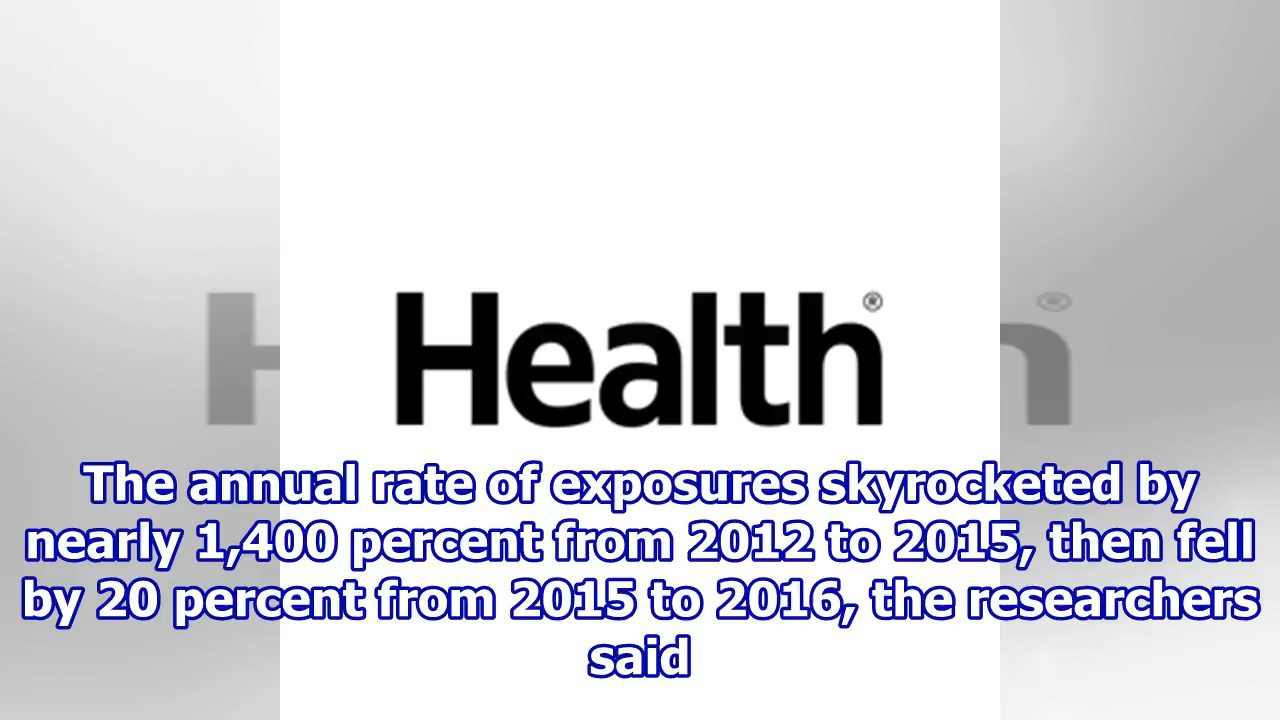 Health®
The annual rate of exposures skyrocketed by
nearly 1,400 percent from 2012 to 2015, then fell
by 20 percent from 2015 to 2016, the researchers
said